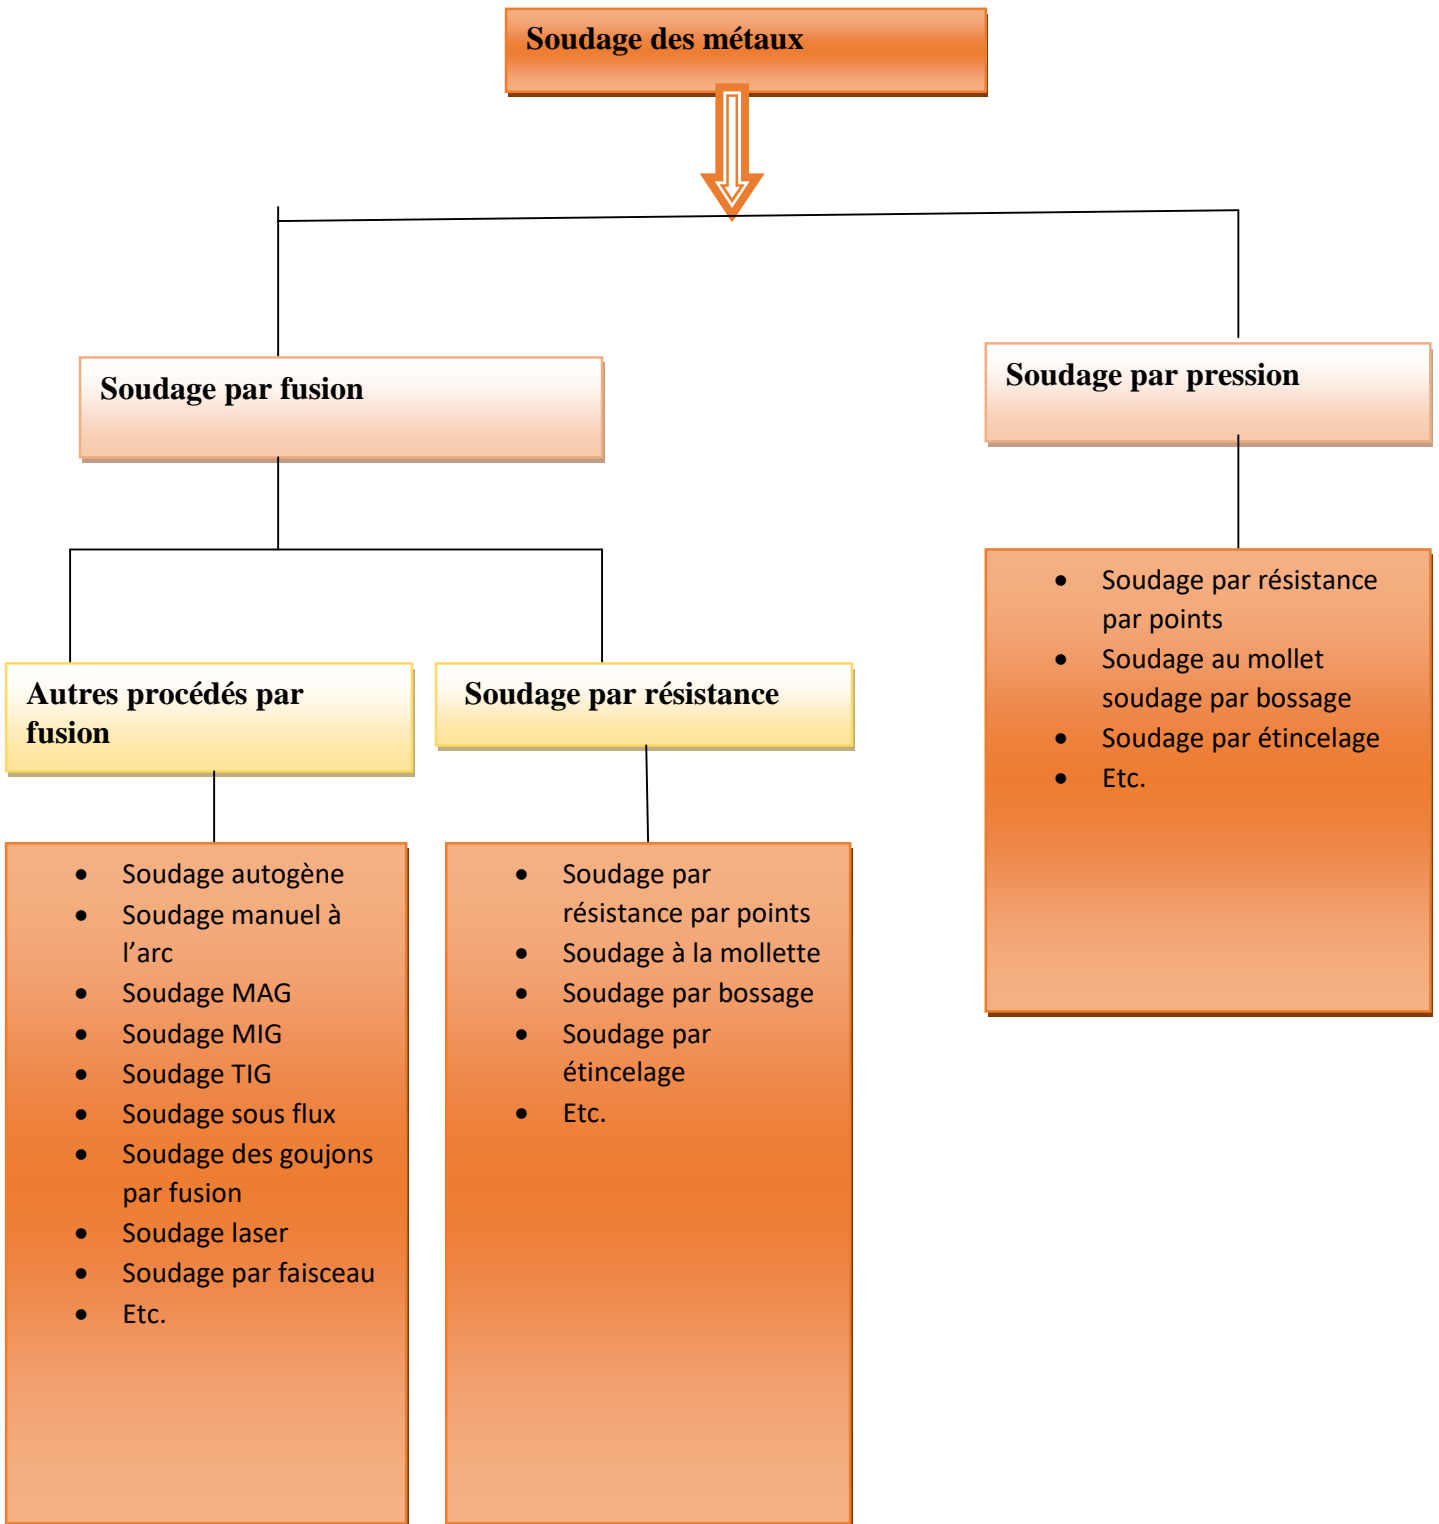 Soudage des métaux
Soudage par fusion
Soudage par pression
• Soudage par résistance
par points
• Soudage au mollet
soudage par bossage
• Soudage par étincelage
• Etc.
Autres procédés par
fusion
Soudage par résistance
• Soudage autogène
• Soudage manuel à
l’arc
• Soudage MAG
• Soudage MIG
• Soudage TIG
• Soudage sous flux
• Soudage des goujons
par fusion
• Soudage laser
• Soudage par faisceau
• Etc.
• Soudage par
résistance par points
• Soudage à la mollette
• Soudage par bossage
• Soudage par
étincelage
• Etc.